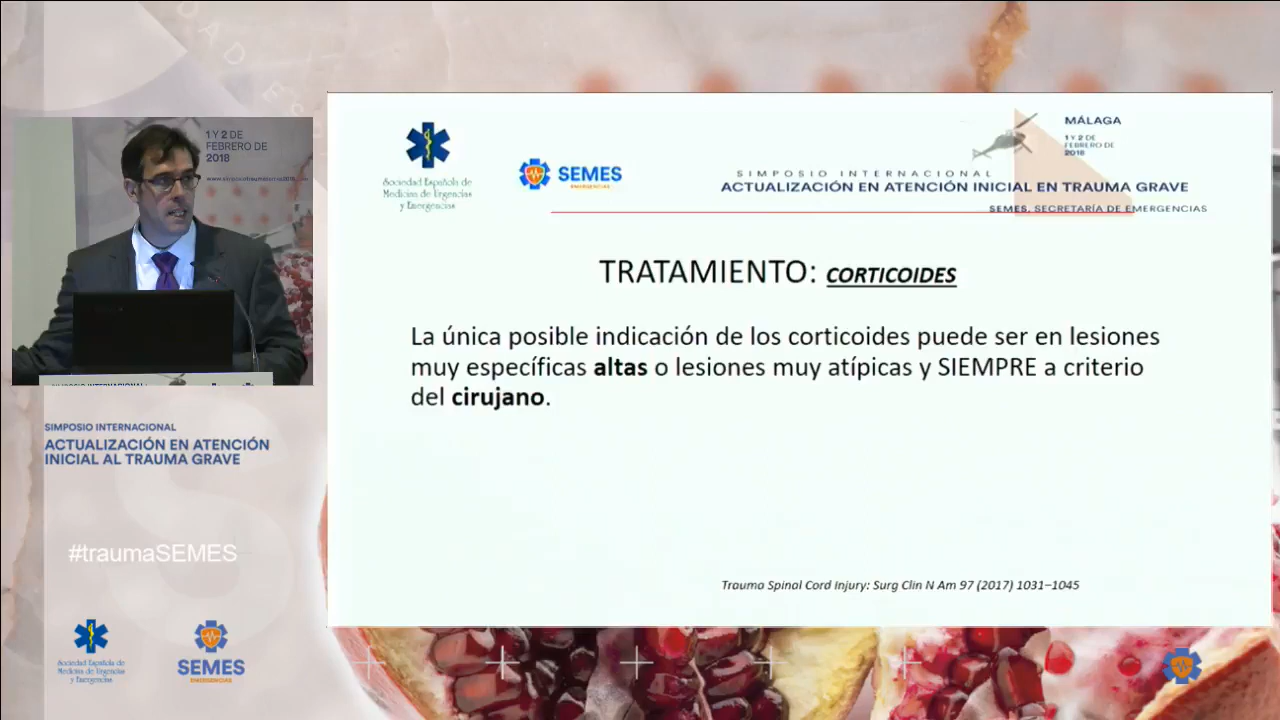 1 Y 2 DE
FEBRERO DE
2018
SIMPOSIO INTERNACIONAL
ACTUALIZACIÓN EN ATENCIÓN
INICIAL AL TRAUMA GRAVE
#traumaSEMES
Sociedad Española de
Medicina de Urgencias
y Emergencias
SEMES
EMERGENCIAS
Sociedad Española de
Medicina de Urgencias
y Emergencias
SEMES
EMERGENCIAS
MÁLAGA
1 Y 2 DE
FEBRERO DE
2018
SIMPOSIO INTERNACIONAL
ACTUALIZACIÓN EN ATENCIÓN INICIAL EN TRAUMA GRAVE
SEMES. SECRETARÍA DE EMERGENCIAS
TRATAMIENTO: CORTICOIDES
La única posible indicación de los corticoides puede ser en lesiones
muy específicas altas o lesiones muy atípicas y SIEMPRE a criterio
del cirujano.
Trauma Spinal Cord Injury: Surg Clin N Am 97 (2017) 1031–1045